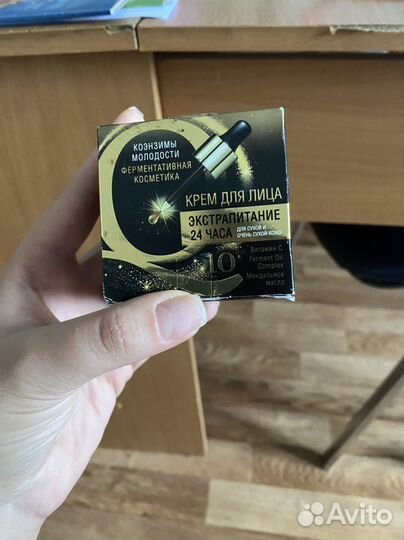 КОЭНЗИМЫ
МОЛОДОСТИ
ФЕРМЕНТАТИВНАЯ
КОСМЕТИКА
КРЕМ ДЛЯ ЛИЦА
ЭКСТРАПИТАНИЕ
24 ЧАСА ДЛЯ СУХОЙ И
ОЧЕНЬ СУХОЙ КОЖИ
Q10
Витамин C
Ferment Oil
Complex
Миндальное
масло
Avito